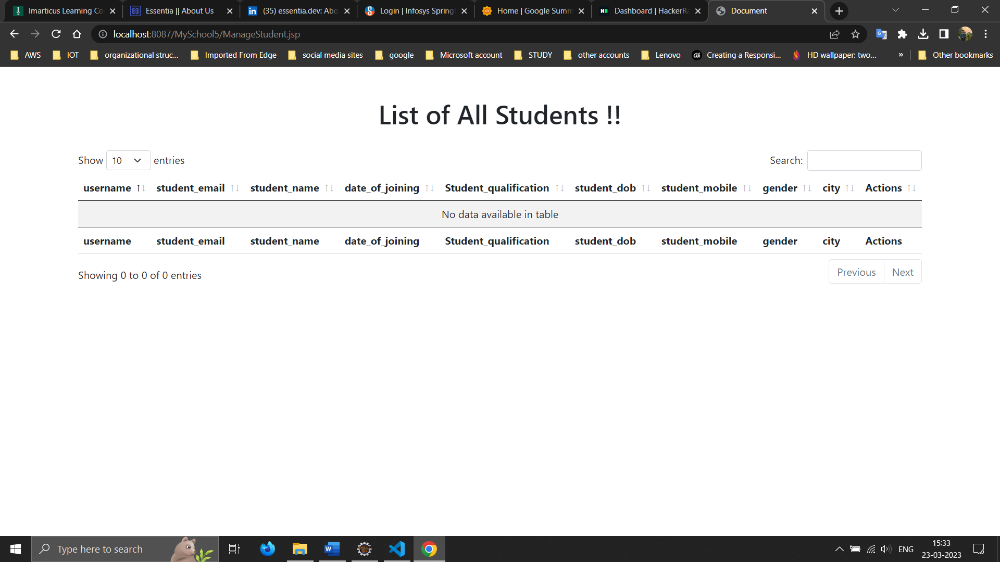 Imarticus Learning Co
Essentia || About Us
(35) essentia.dev: Abo
Login | Infosys Spring
Home | Google Summ
Dashboard | HackerRa
Document
localhost:8087/MySchool5/ManageStudent.jsp
AWS
IOT
organizational struc...
Imported From Edge
social media sites
google
Microsoft account
STUDY
other accounts
Lenovo
Creating a Responsi...
HD wallpaper: two...
»
Other bookmarks
List of All Students !!
Show 10 entries
Search:
username student_email student_name date_of_joining Student_qualification student_dob student_mobile gender city Actions
No data available in table
username student_email student_name date_of_joining Student_qualification student_dob student_mobile gender city Actions
Showing 0 to 0 of 0 entries
Previous Next
Type here to search
ENG
15:33
23-03-2023